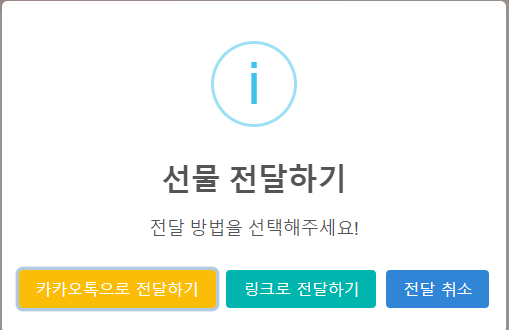 i
선물 전달하기
전달 방법을 선택해주세요!
카카오톡으로 전달하기 링크로 전달하기 전달 취소